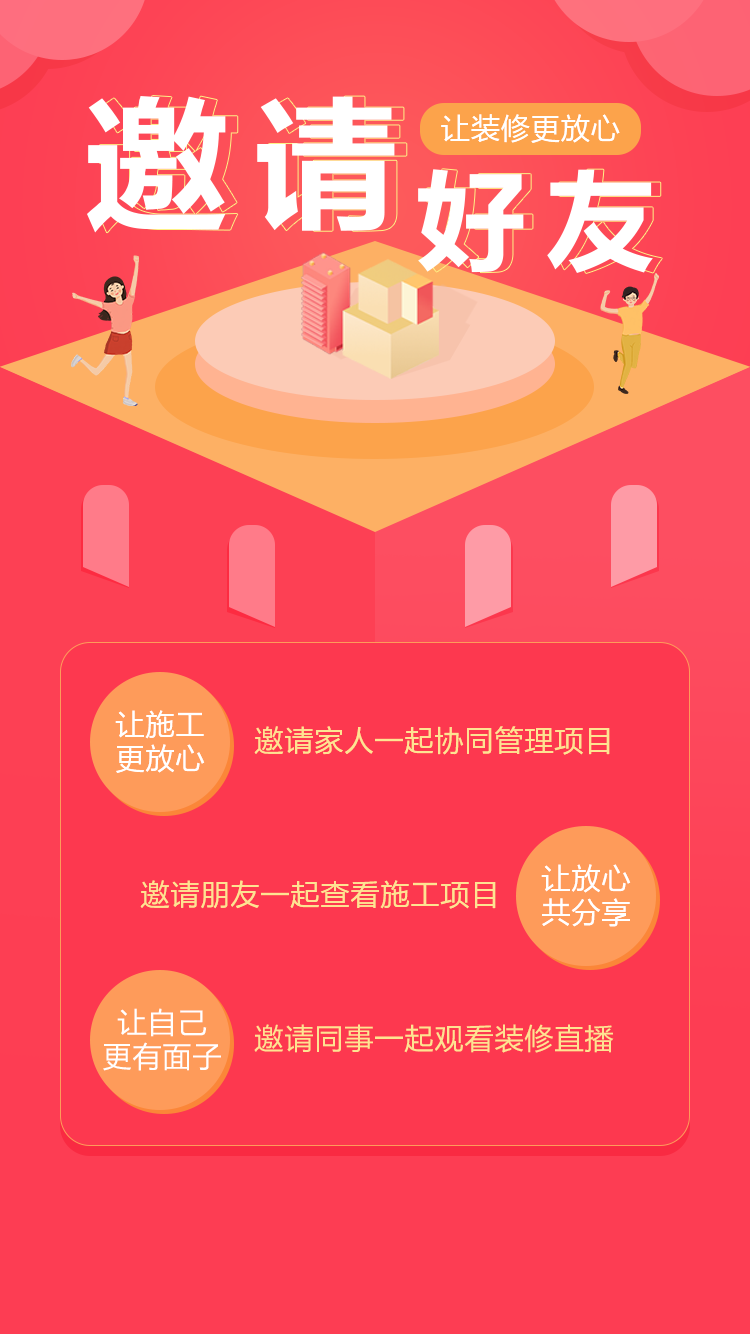 邀请
让装修更放心
好友
让施工
更放心
邀请家人一起协同管理项目
邀请朋友一起查看施工项目
让放心
共分享
让自己
更有面子
邀请同事一起观看装修直播